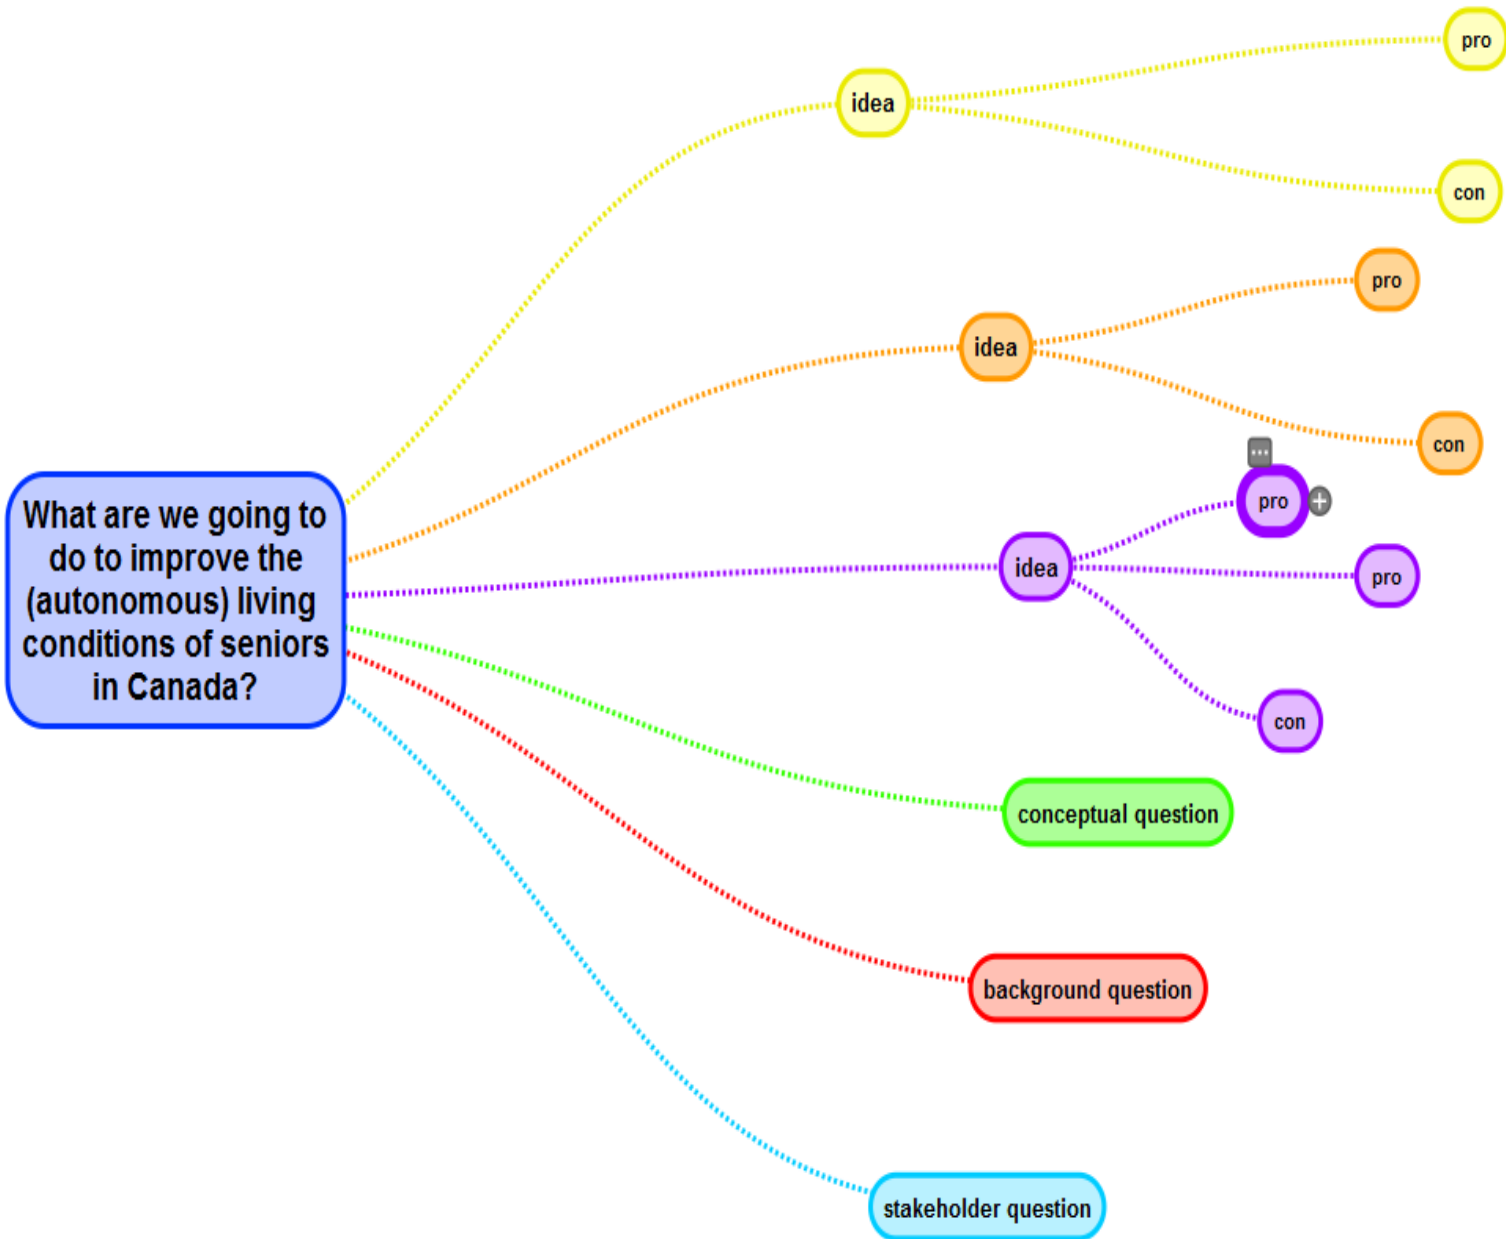 pro
idea
con
pro
idea
con
pro
idea
pro
con
What are we going to
do to improve the
(autonomous) living
conditions of seniors
in Canada?
conceptual question
background question
stakeholder question